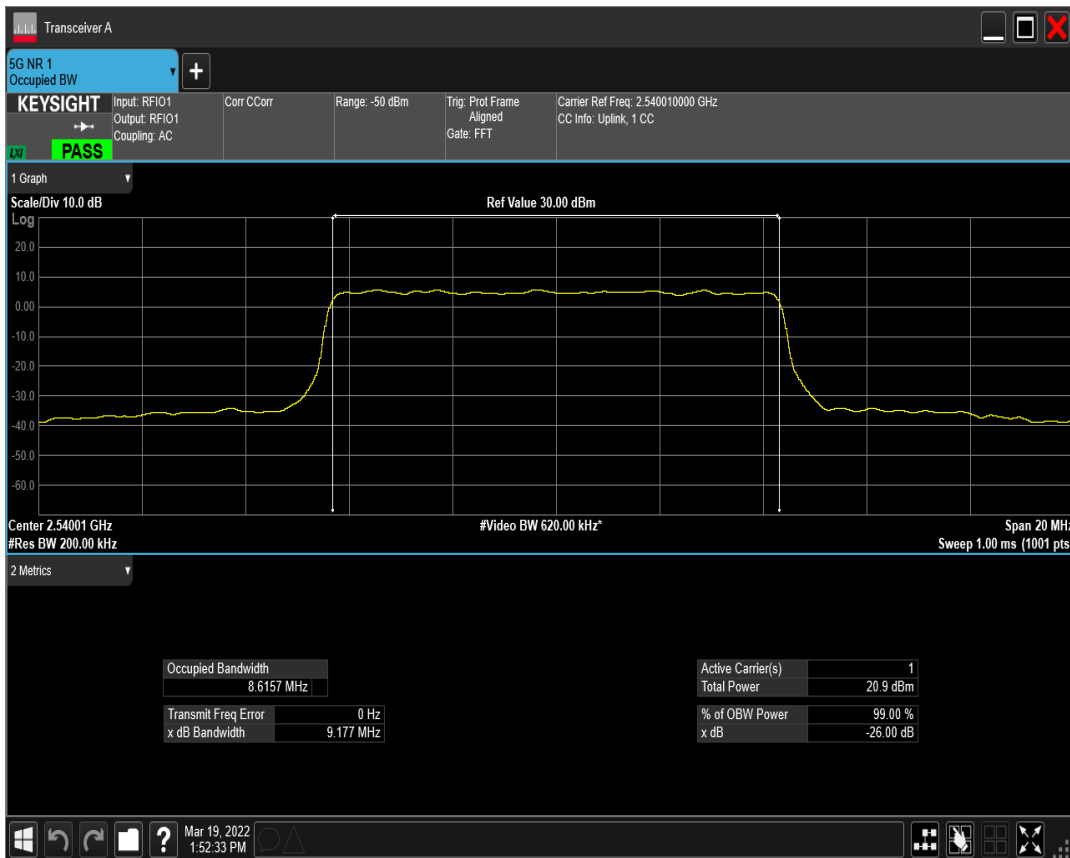 Transceiver A
5G NR 1
Occupied BW
KEYSIGHT
LXI
PASS
Input: RFIO1
Output: RFIO1
Coupling: AC
Corr CCorr
Range: -50 dBm
Trig: Prot Frame
Aligned
Gate: FFT
Carrier Ref Freq: 2.540010000 GHz
CC Info: Uplink, 1 CC
1 Graph
Scale/Div 10.0 dB
Ref Value 30.00 dBm
Log
20.0
10.0
0.00
-10.0
-20.0
-30.0
-40.0
-50.0
-60.0
Center 2.54001 GHz
#Video BW 620.00 kHz*
Span 20 MHz
#Res BW 200.00 kHz
Sweep 1.00 ms (1001 pts
2 Metrics
Occupied Bandwidth
8.6157 MHz
Transmit Freq Error 0 Hz
x dB Bandwidth 9.177 MHz
Active Carrier(s) 1
Total Power 20.9 dBm
% of OBW Power 99.00 %
x dB -26.00 dB
?
Mar 19, 2022
1:52:33 PM